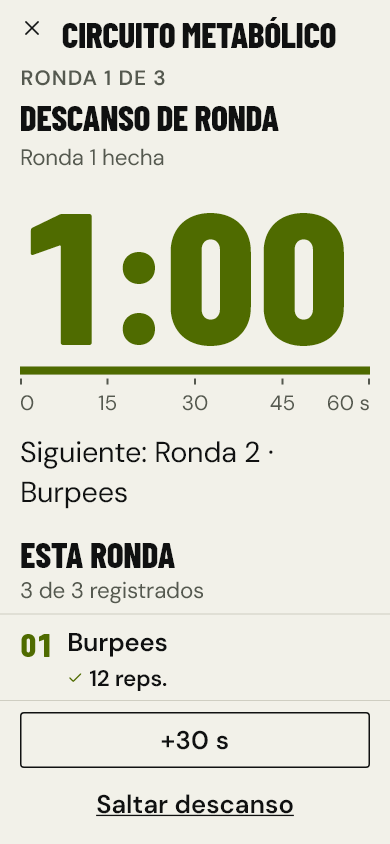 CIRCUITO METABÓLICO
RONDA 1 DE 3
DESCANSO DE RONDA
Ronda 1 hecha
1:00
0 15 30 45 60 s
Siguiente: Ronda 2 ·
Burpees
ESTA RONDA
3 de 3 registrados
01 Burpees
12 reps.
+30 s
Saltar descanso